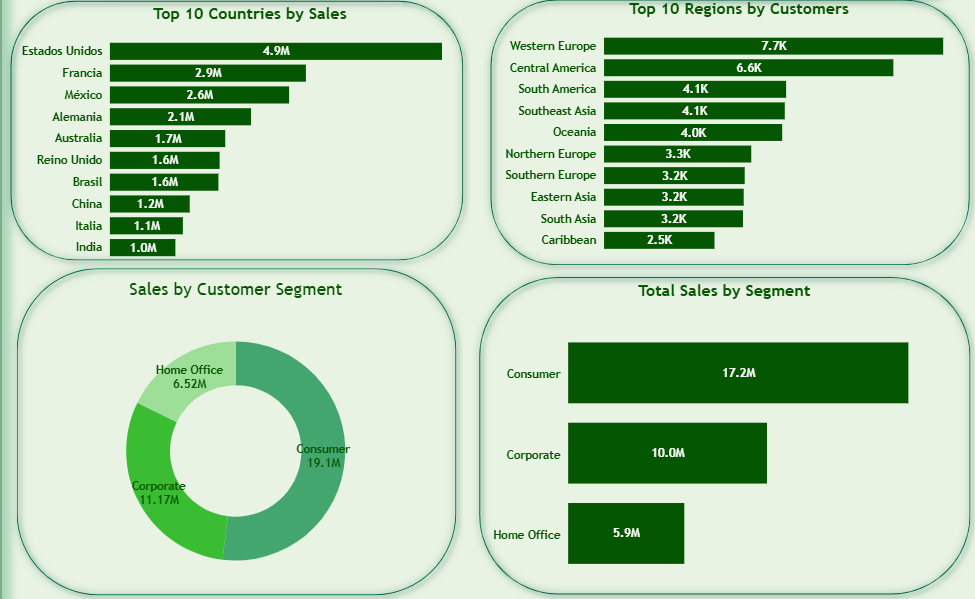 Top 10 Countries by Sales
Estados Unidos 4.9M
Francia 2.9M
México 2.6M
Alemania 2.1M
Australia 1.7M
Reino Unido 1.6M
Brasil 1.6M
China 1.2M
Italia 1.1M
India 1.0M
Top 10 Regions by Customers
Western Europe 7.7K
Central America 6.6K
South America 4.1K
Southeast Asia 4.1K
Oceania 4.0K
Northern Europe 3.3K
Southern Europe 3.2K
Eastern Asia 3.2K
South Asia 3.2K
Caribbean 2.5K
Sales by Customer Segment
Home Office
6.52M
Consumer
19.1M
Corporate
11.17M
Total Sales by Segment
Consumer 17.2M
Corporate 10.0M
Home Office 5.9M